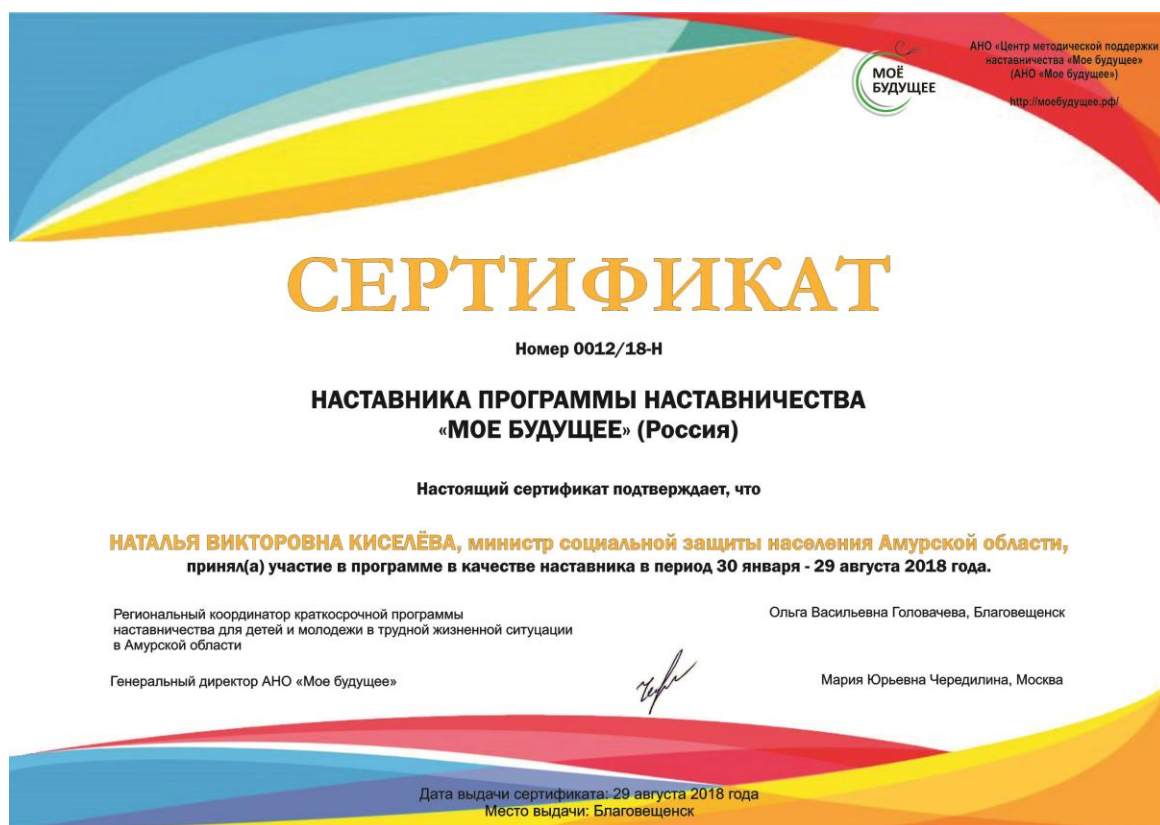 МОЁ
БУДУЩЕЕ
АНО «Центр методической поддержки
наставничества «Мое будущее»
(АНО «Мое будущее»)
http://моебудущее.рф/
СЕРТИФИКАТ
Номер 0012/18-Н
НАСТАВНИКА ПРОГРАММЫ НАСТАВНИЧЕСТВА
«МОЕ БУДУЩЕЕ» (Россия)
Настоящий сертификат подтверждает, что
НАТАЛЬЯ ВИКТОРОВНА КИСЕЛЁВА, министр социальной защиты населения Амурской области,
принял(а) участие в программе в качестве наставника в период 30 января - 29 августа 2018 года.
Региональный координатор краткосрочной программы
наставничества для детей и молодежи в трудной жизненной ситуцации
в Амурской области
Ольга Васильевна Головачева, Благовещенск
Генеральный директор АНО «Мое будущее»
Мария Юрьевна Чередилина, Москва
Дата выдачи сертификата: 29 августа 2018 года
Место выдачи: Благовещенск